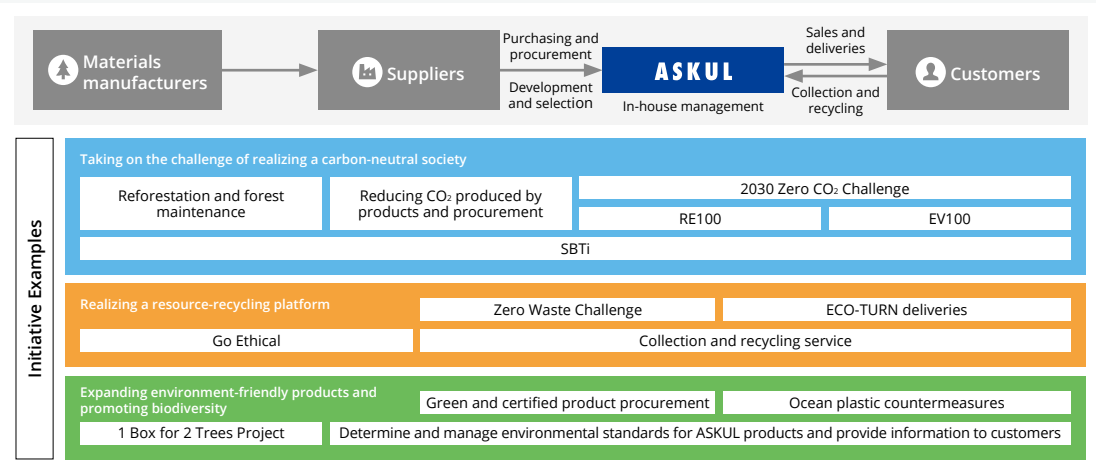 Materials
manufacturers
Suppliers
Purchasing and
procurement
Development
and selection
ASKUL
In-house management
Sales and
deliveries
Collection and
recycling
Customers
Initiative Examples
Taking on the challenge of realizing a carbon-neutral society
Reforestation and forest
maintenance
Reducing CO₂ produced by
products and procurement
2030 Zero CO₂ Challenge
RE100
EV100
SBTi
Realizing a resource-recycling platform
Zero Waste Challenge
ECO-TURN deliveries
Go Ethical
Collection and recycling service
Expanding environment-friendly products and
promoting biodiversity
Green and certified product procurement
Ocean plastic countermeasures
1 Box for 2 Trees Project
Determine and manage environmental standards for ASKUL products and provide information to customers